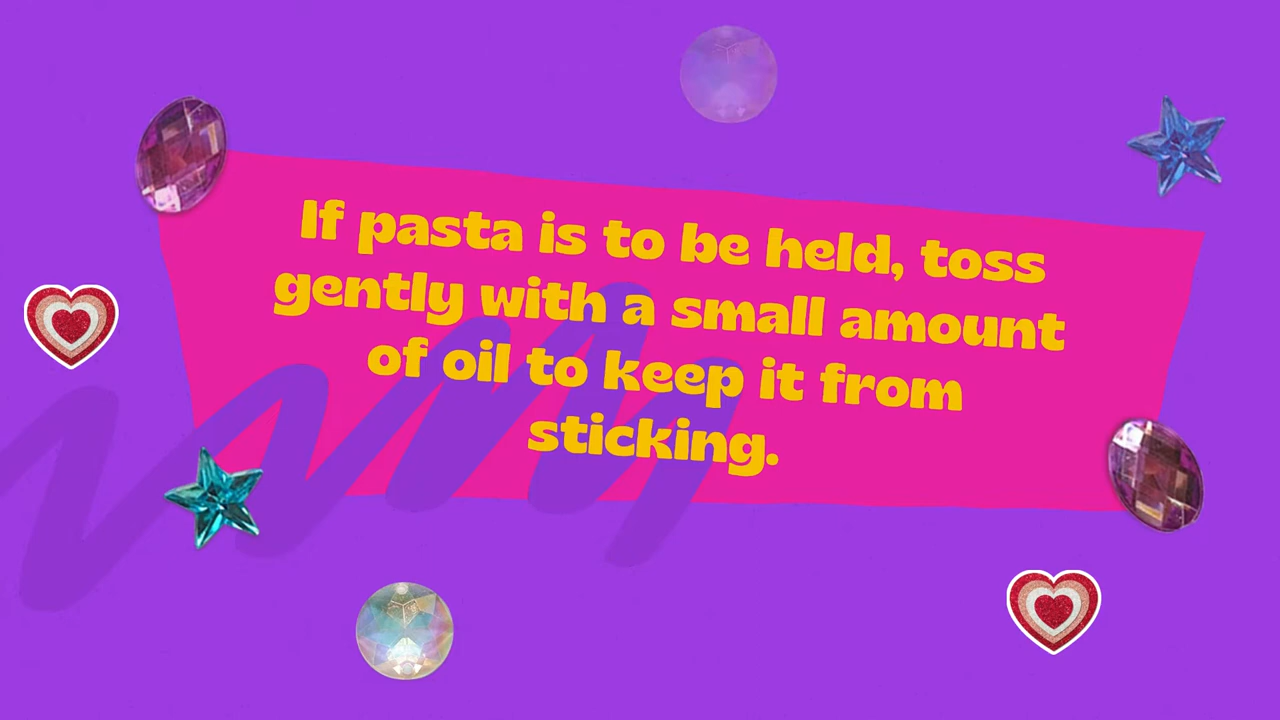 If pasta is to be held, toss
gently with a small amount
of oil to keep it from
sticking.